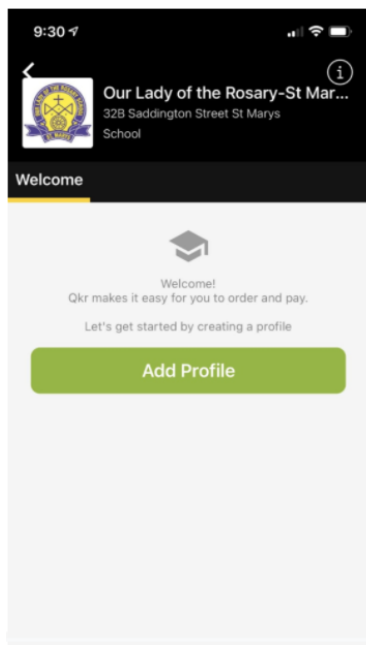 9:30
Our Lady of the Rosary-St Mar...
32B Saddington Street St Marys
School
Welcome
Welcome!
Qkr makes it easy for you to order and pay.
Let's get started by creating a profile
Add Profile